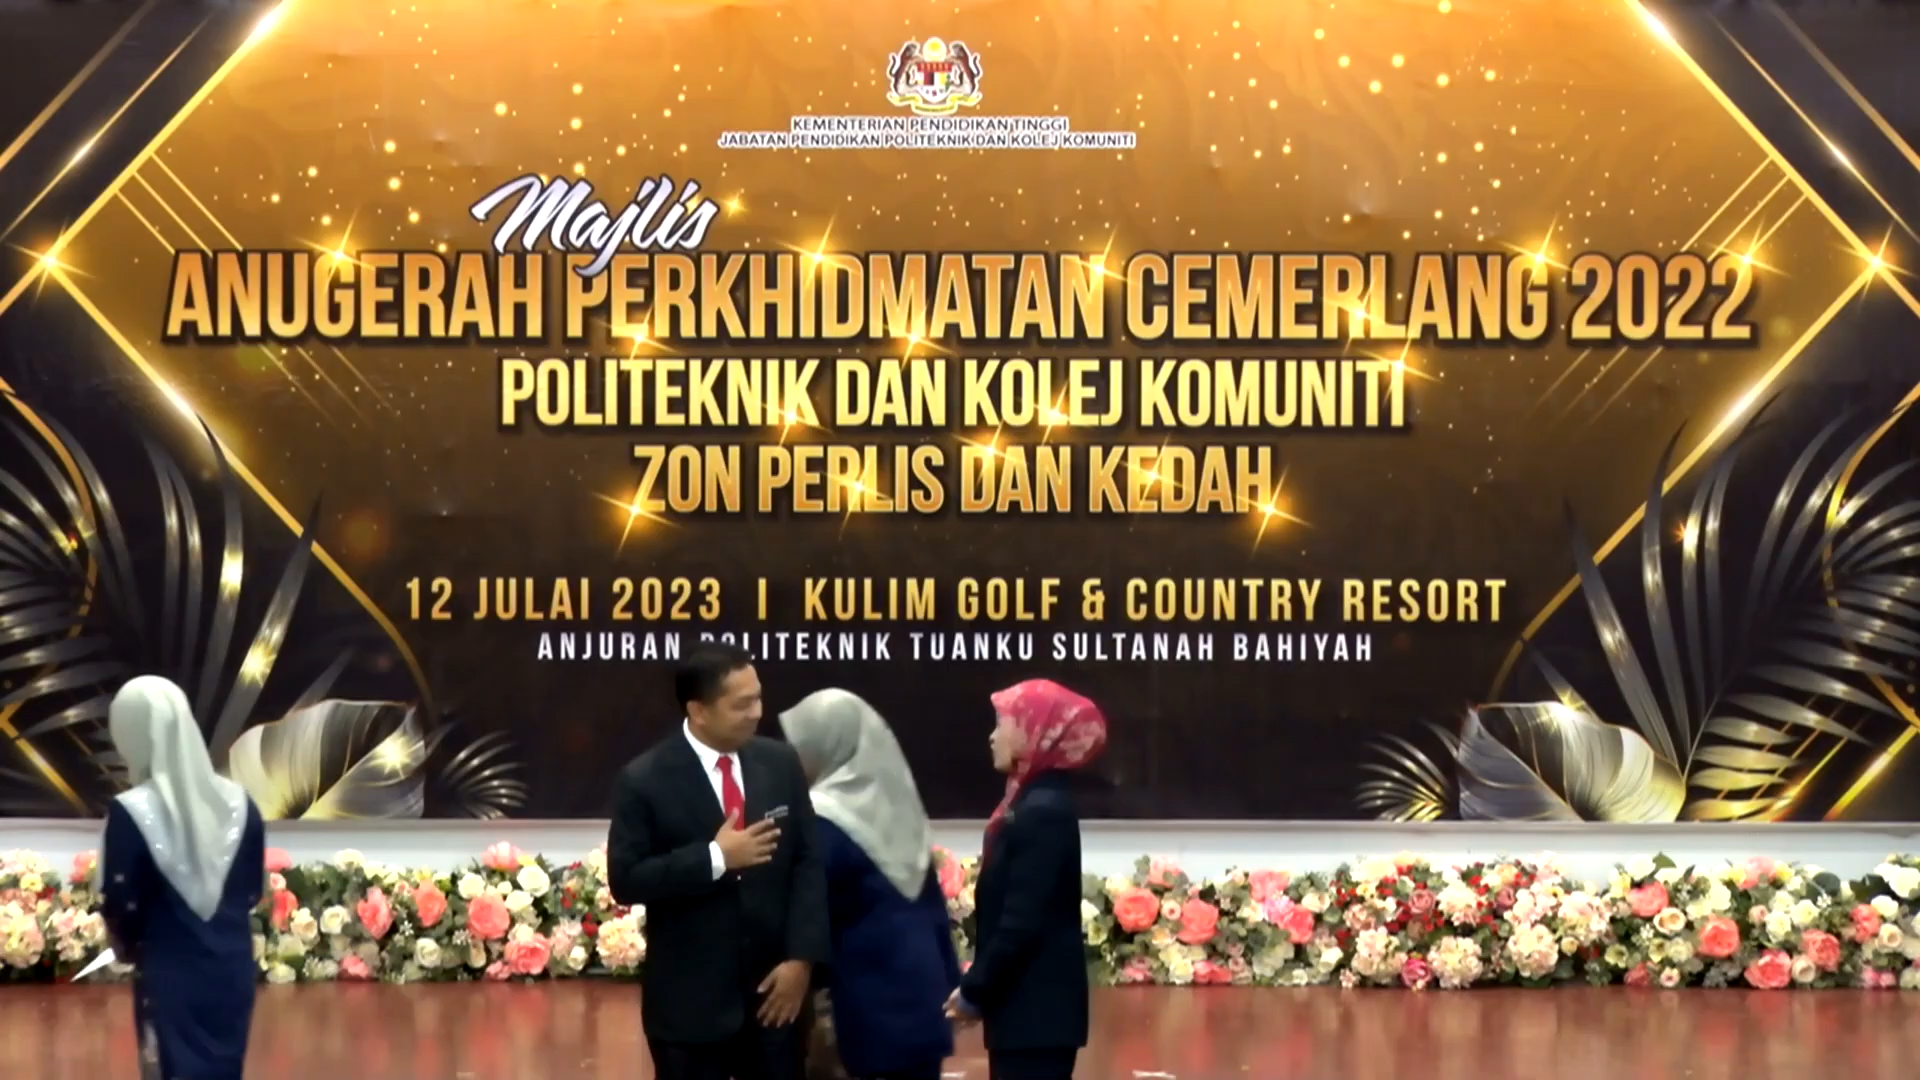 KEMENTERIAN PENDIDIKAN TINGGI
JABATAN PENDIDIKAN POLITEKNIK DAN KOLEJ KOMUNITI
Majlis
ANUGERAH PERKHIDMATAN CEMERLANG 2022
POLITEKNIK DAN KOLEJ KOMUNITI
ZON PERLIS DAN KEDAH
12 JULAI 2023 | KULIM GOLF & COUNTRY RESORT
ANJURAN POLITEKNIK TUANKU SULTANAH BAHIYAH